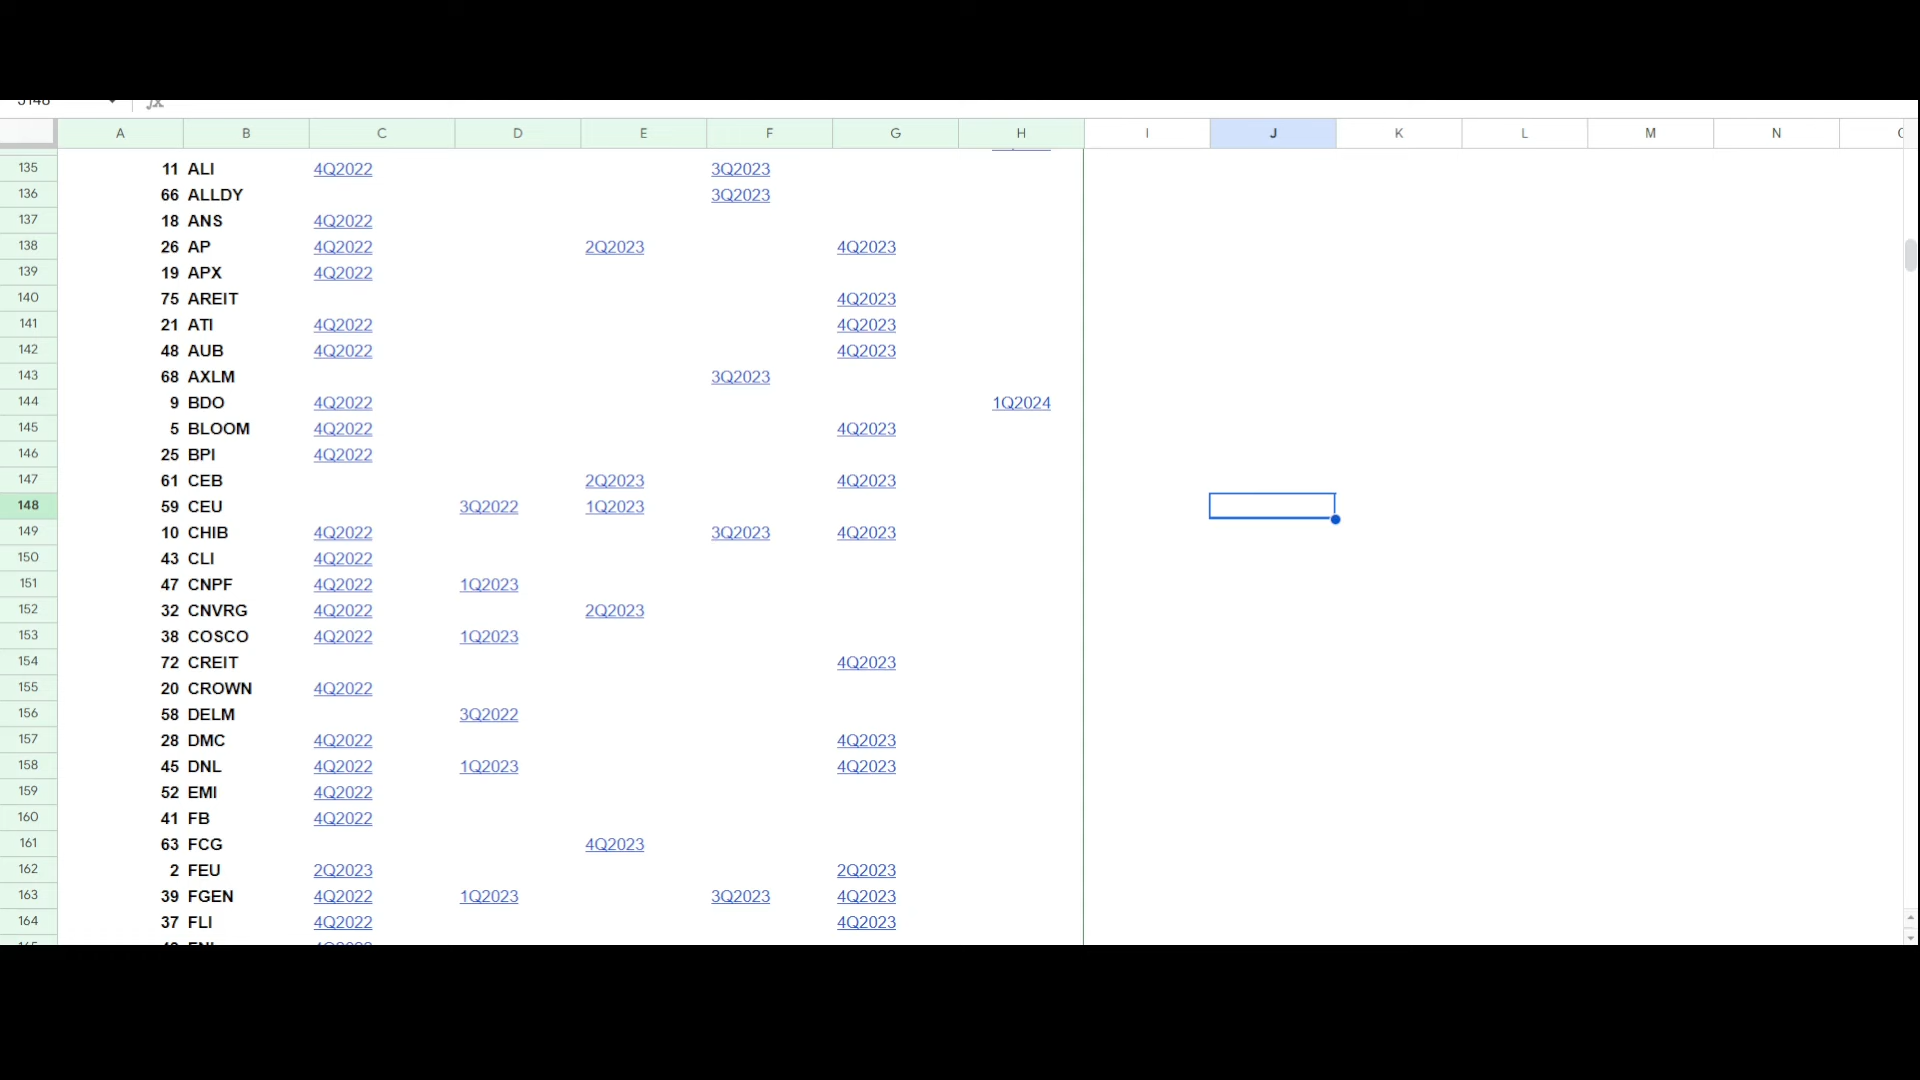 J148 fx
A B C D E F G H I J K L M N
135 11 ALI 4Q2022 3Q2023
136 66 ALLDY 3Q2023
137 18 ANS 4Q2022
138 26 AP 4Q2022 2Q2023 4Q2023
139 19 APX 4Q2022
140 75 AREIT 4Q2023
141 21 ATI 4Q2022 4Q2023
142 48 AUB 4Q2022 4Q2023
143 68 AXLM 3Q2023
144 9 BDO 4Q2022 1Q2024
145 5 BLOOM 4Q2022 4Q2023
146 25 BPI 4Q2022
147 61 CEB 2Q2023 4Q2023
148 59 CEU 3Q2022 1Q2023
149 10 CHIB 4Q2022 3Q2023 4Q2023
150 43 CLI 4Q2022
151 47 CNPF 4Q2022 1Q2023
152 32 CNVRG 4Q2022 2Q2023
153 38 COSCO 4Q2022 1Q2023
154 72 CREIT 4Q2023
155 20 CROWN 4Q2022
156 58 DELM 3Q2022
157 28 DMC 4Q2022 4Q2023
158 45 DNL 4Q2022 1Q2023 4Q2023
159 52 EMI 4Q2022
160 41 FB 4Q2022
161 63 FCG 4Q2023
162 2 FEU 2Q2023 2Q2023
163 39 FGEN 4Q2022 1Q2023 3Q2023 4Q2023
164 37 FLI 4Q2022 4Q2023